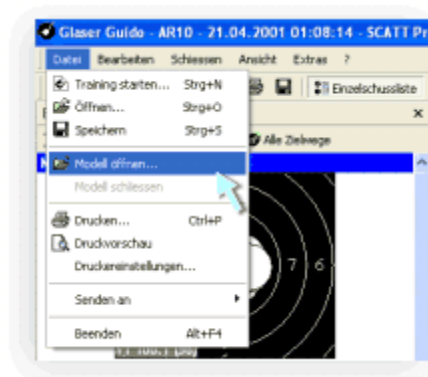 Glaser Guido - AR10 - 21.04.2001 01:08:14 - SCATT Pr
Datei Bearbeiten Schiessen Ansicht Extras ?
Training starten... Strg+N
Einzelschussliste
Öffnen... Strg+O
Speichern Strg+S
Alle Zielwege
Modell öffnen...
Modell schliessen
Drucken... Ctrl+P
Druckvorschau
7 6
Druckereinstellungen...
Senden an
Beenden Alt+F4